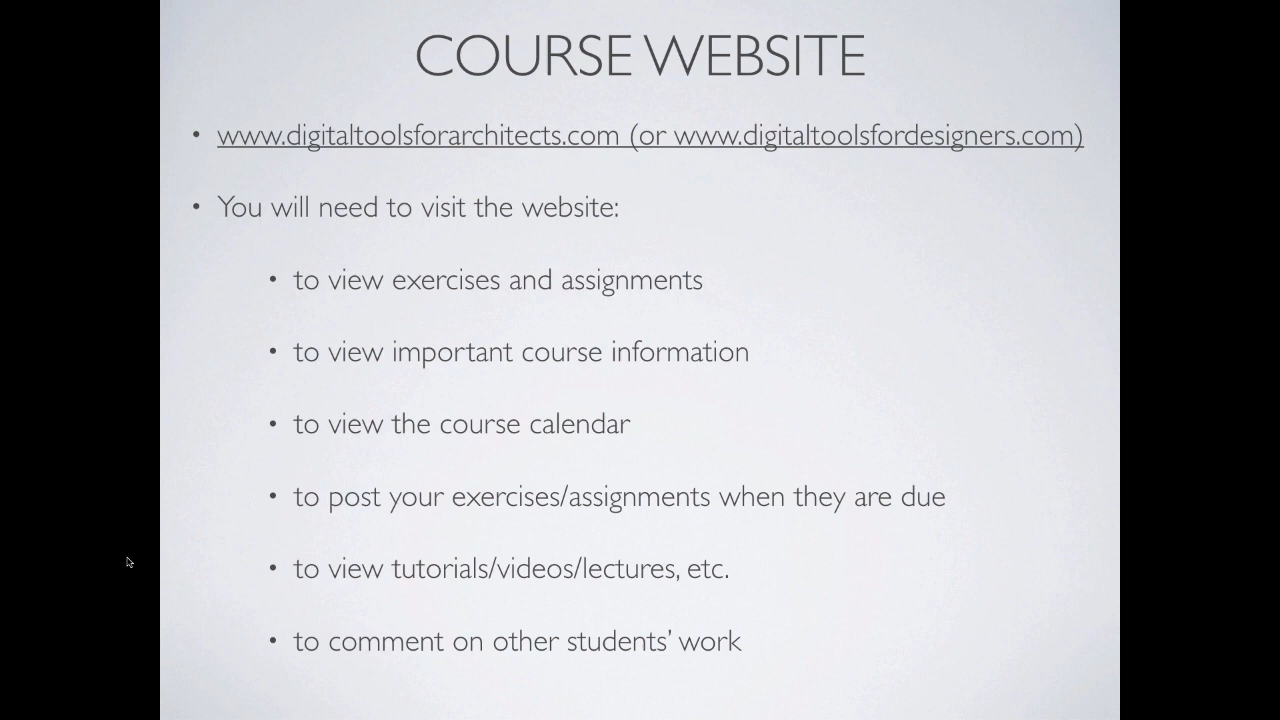 COURSE WEBSITE
• www.digitaltoolsforarchitects.com (or www.digitaltoolsfordesigners.com)
• You will need to visit the website:
• to view exercises and assignments
• to view important course information
• to view the course calendar
• to post your exercises/assignments when they are due
• to view tutorials/videos/lectures, etc.
• to comment on other students’ work